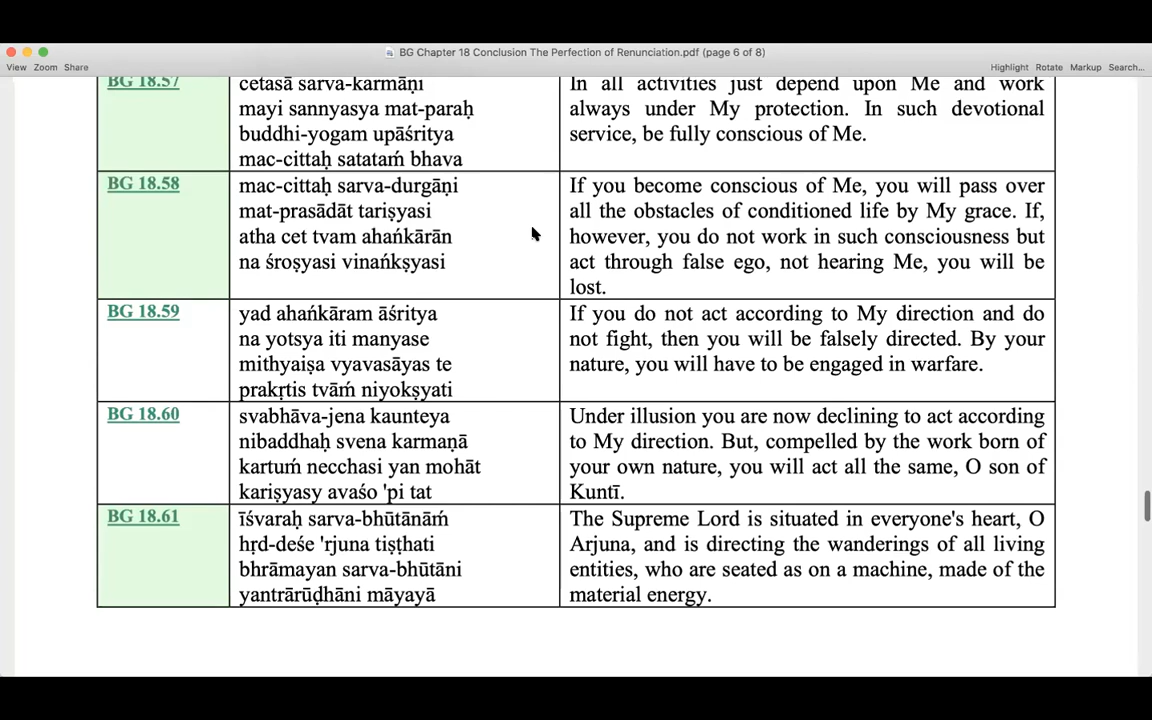 BG Chapter 18 Conclusion The Perfection of Renunciation.pdf (page 6 of 8)
View Zoom Share
Highlight Rotate Markup Search...
BG 18.57
cetasā sarva-karmāṇi
mayi sannyasya mat-paraḥ
buddhi-yogam upāśritya
mac-cittaḥ satataḿ bhava
In all activities just depend upon Me and work
always under My protection. In such devotional
service, be fully conscious of Me.
BG 18.58
mac-cittaḥ sarva-durgāṇi
mat-prasādāt tariṣyasi
atha cet tvam ahańkārān
na śroṣyasi vinańkṣyasi
If you become conscious of Me, you will pass over
all the obstacles of conditioned life by My grace. If,
however, you do not work in such consciousness but
act through false ego, not hearing Me, you will be
lost.
BG 18.59
yad ahańkāram āśritya
na yotsya iti manyase
mithyaiṣa vyavasāyas te
prakṛtis tvāḿ niyokṣyati
If you do not act according to My direction and do
not fight, then you will be falsely directed. By your
nature, you will have to be engaged in warfare.
BG 18.60
svabhāva-jena kaunteya
nibaddhaḥ svena karmaṇā
kartuḿ necchasi yan mohāt
kariṣyasy avaśo 'pi tat
Under illusion you are now declining to act according
to My direction. But, compelled by the work born of
your own nature, you will act all the same, O son of
Kuntī.
BG 18.61
īśvaraḥ sarva-bhūtānāḿ
hṛd-deśe 'rjuna tiṣṭhati
bhrāmayan sarva-bhūtāni
yantrārūḍhāni māyayā
The Supreme Lord is situated in everyone's heart, O
Arjuna, and is directing the wanderings of all living
entities, who are seated as on a machine, made of the
material energy.